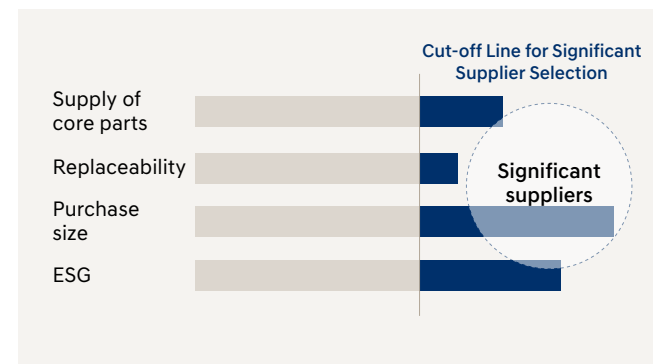 Cut-off Line for Significant
Supplier Selection
Supply of
core parts
Replaceability
Significant
suppliers
Purchase
size
ESG